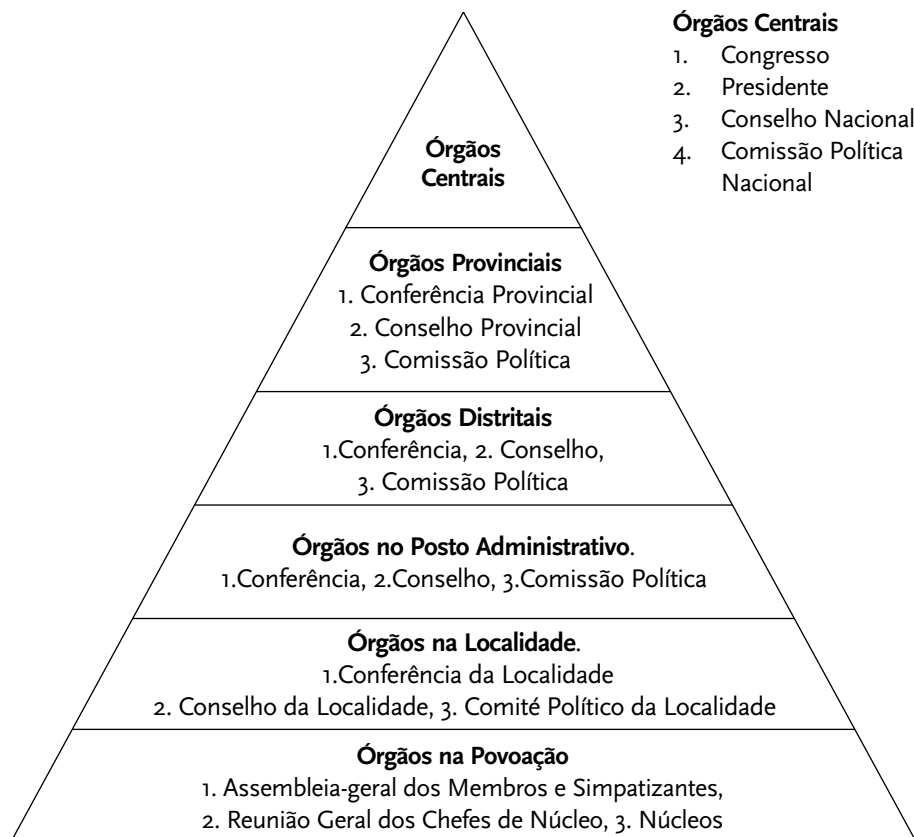 Órgãos Centrais
1. Congresso
2. Presidente
3. Conselho Nacional
4. Comissão Política
Nacional
Órgãos
Centrais
Órgãos Provinciais
1. Conferência Provincial
2. Conselho Provincial
3. Comissão Política
Órgãos Distritais
1.Conferência, 2. Conselho,
3. Comissão Política
Órgãos no Posto Administrativo.
1.Conferência, 2.Conselho, 3.Comissão Política
Órgãos na Localidade.
1.Conferência da Localidade
2. Conselho da Localidade, 3. Comité Político da Localidade
Órgãos na Povoação
1. Assembleia-geral dos Membros e Simpatizantes,
2. Reunião Geral dos Chefes de Núcleo, 3. Núcleos